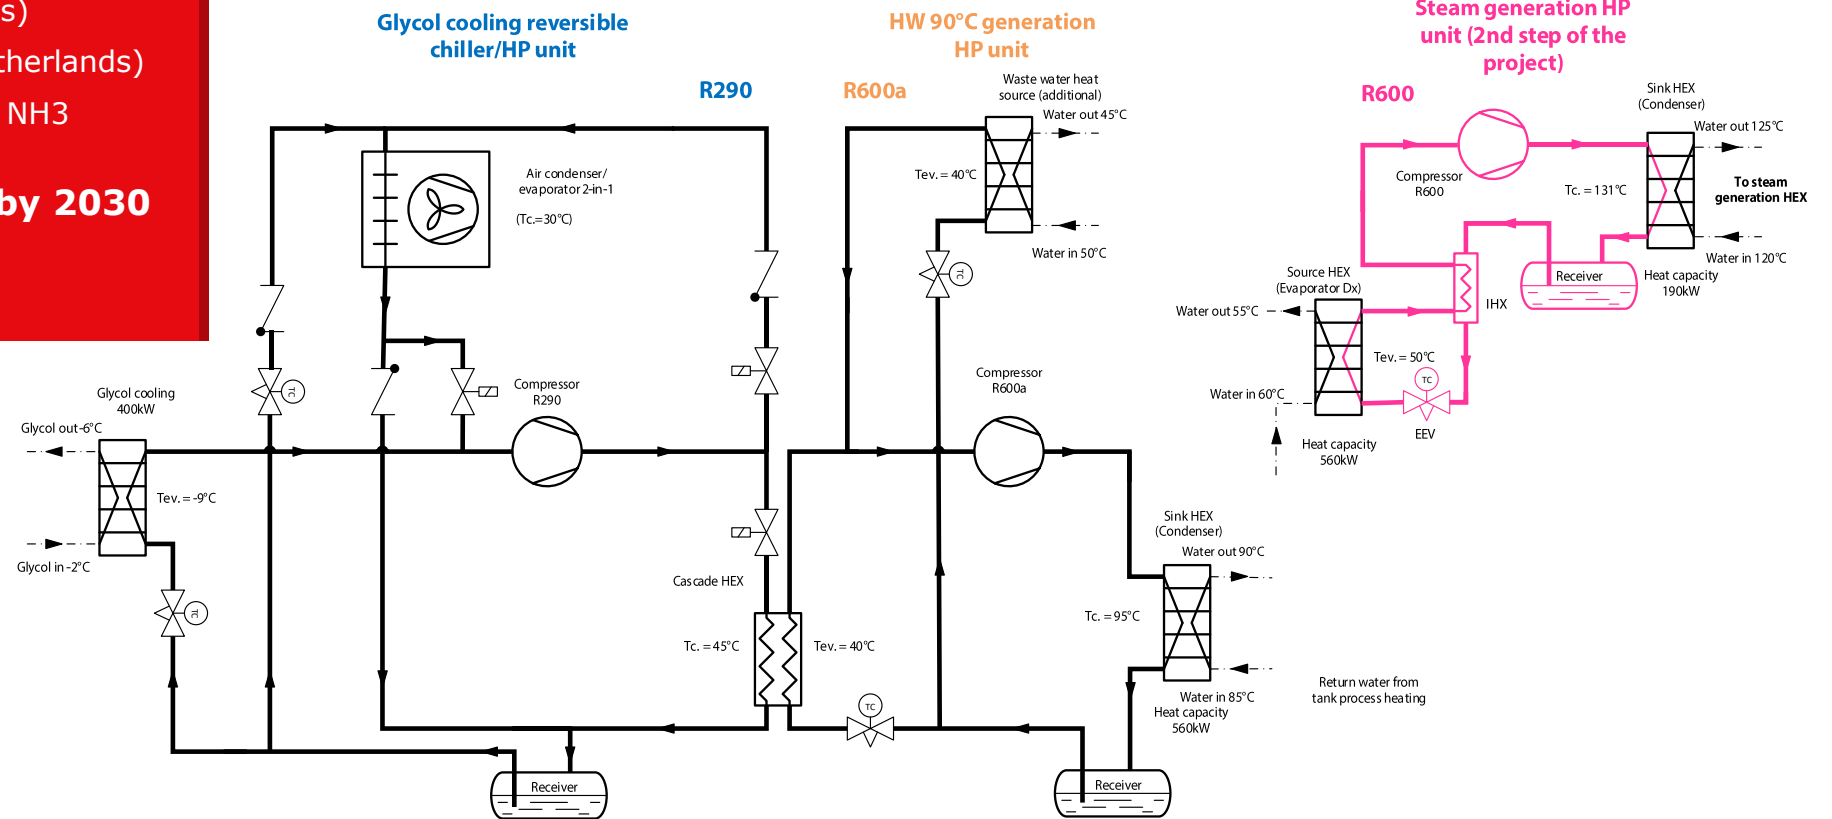 s)
therlands)
NH3
by 2030
Glycol cooling reversible
chiller/HP unit
R290
HW 90°C generation
HP unit
R600a
Steam generation HP
unit (2nd step of the
project)
R600
Air condenser/
evaporator 2-in-1
(Tc.=30°C)
Waste water heat
source (additional)
Water out 45°C
Tev. = 40°C
Water in 50°C
TC
Compressor
R600
Sink HEX
(Condenser)
Water out 125°C
Tc. = 131°C
To steam
generation HEX
Water in 120°C
Heat capacity
190kW
Receiver
IHX
Source HEX
(Evaporator Dx)
Water out 55°C
Tev. = 50°C
TC
EEV
Water in 60°C
Heat capacity
560kW
Glycol cooling
400kW
Glycol out-6°C
Tev. = -9°C
Glycol in -2°C
TC
TC
Compressor
R290
Compressor
R600a
Cascade HEX
Tc. = 45°C
Tev. = 40°C
TC
Sink HEX
(Condenser)
Water out 90°C
Tc. = 95°C
Water in 85°C
Heat capacity
560kW
Return water from
tank process heating
Receiver
Receiver